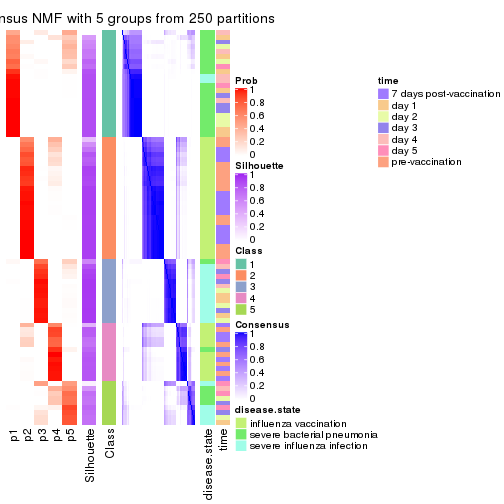 nsus NMF with 5 groups from 250 partitions
Prob
1
0.8
0.6
0.4
0.2
0
Silhouette
1
0.8
0.6
0.4
0.2
0
Class
1
2
3
4
5
Consensus
1
0.8
0.6
0.4
0.2
0
disease.state
influenza vaccination
severe bacterial pneumonia
severe influenza infection
time
7 days post-vaccination
day 1
day 2
day 3
day 4
day 5
pre-vaccination
p1
p2
p3
p4
p5
Silhouette
Class
disease.state
time